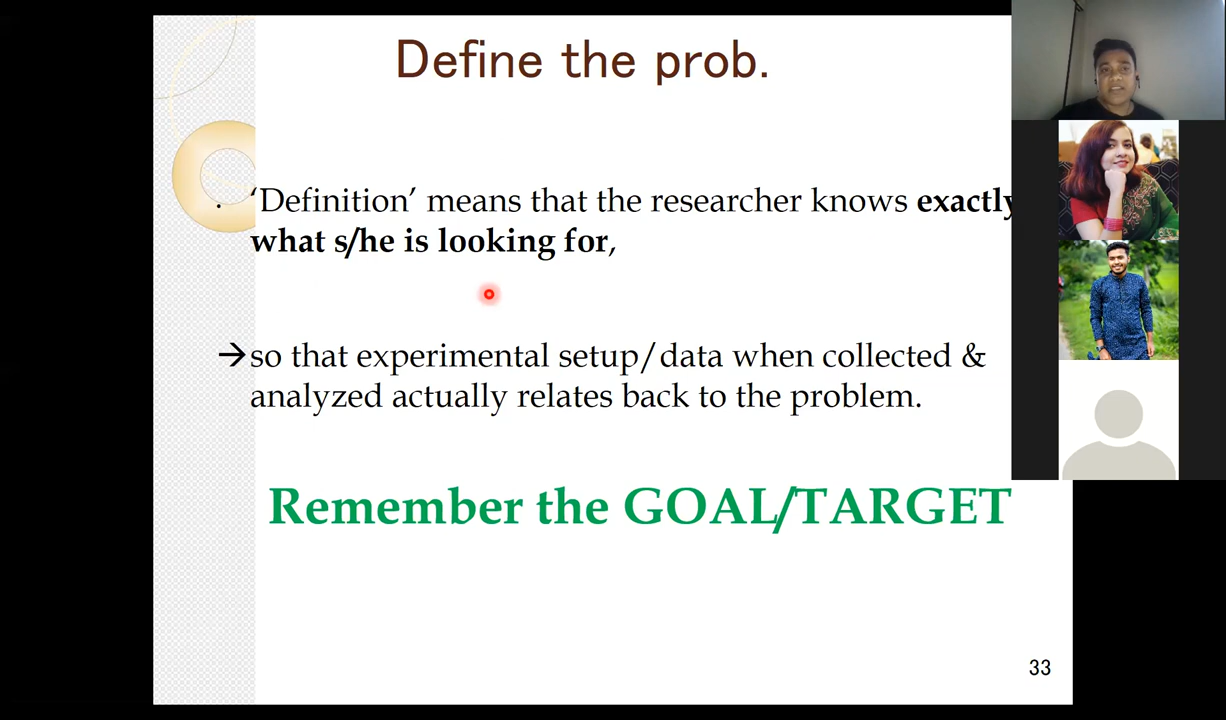 Define the prob.
. ‘Definition’ means that the researcher knows exactly
what s/he is looking for,
→so that experimental setup/data when collected &
analyzed actually relates back to the problem.
Remember the GOAL/TARGET
33